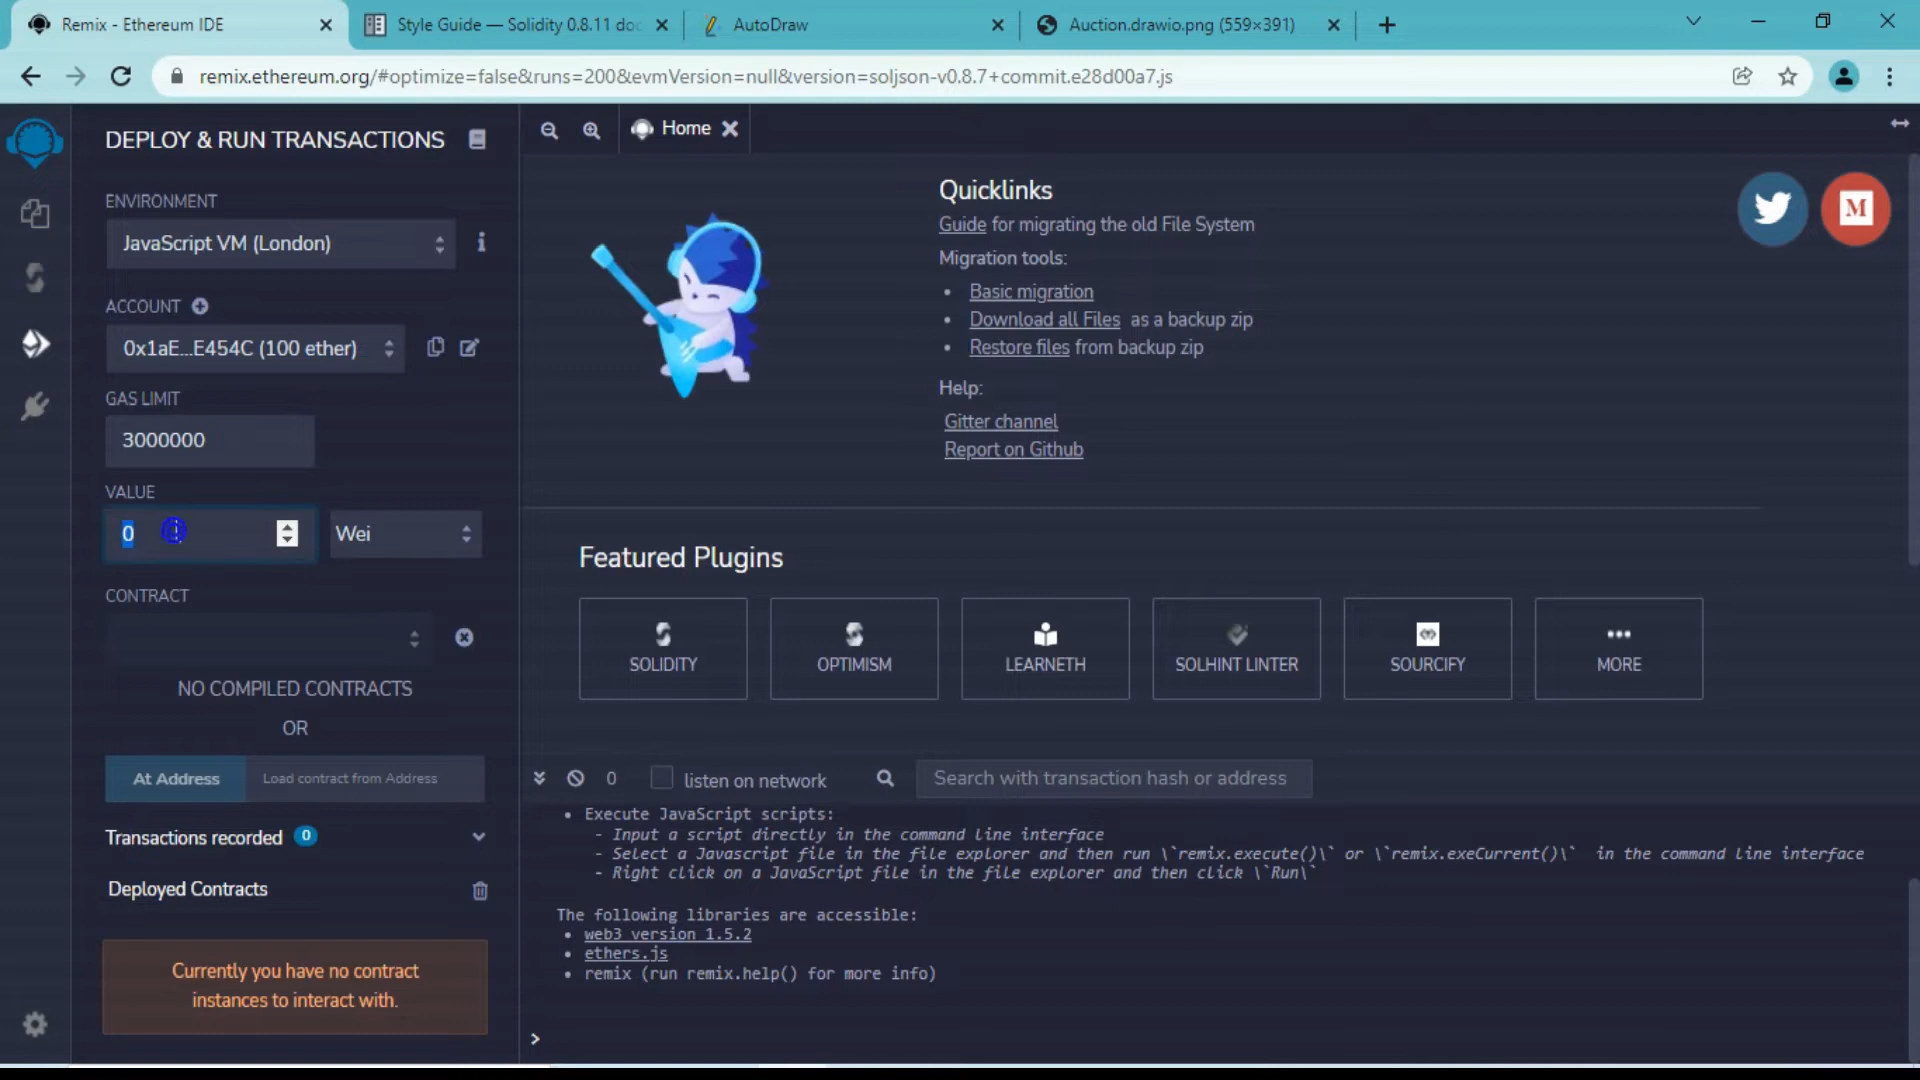 Remix - Ethereum IDE
Style Guide — Solidity 0.8.11 doc
AutoDraw
Auction.drawio.png (559×391)
remix.ethereum.org/#optimize=false&runs=200&evmVersion=null&version=soljson-v0.8.7+commit.e28d00a7.js
DEPLOY & RUN TRANSACTIONS
ENVIRONMENT
JavaScript VM (London)
ACCOUNT
0x1aE...E454C (100 ether)
GAS LIMIT
3000000
VALUE
0
Wei
CONTRACT
NO COMPILED CONTRACTS
OR
At Address
Load contract from Address
Transactions recorded 0
Deployed Contracts
Currently you have no contract
instances to interact with.
Home
Quicklinks
Guide for migrating the old File System
Migration tools:
• Basic migration
• Download all Files as a backup zip
• Restore files from backup zip
Help:
Gitter channel
Report on Github
M
Featured Plugins
SOLIDITY
OPTIMISM
LEARNETH
SOLHINT LINTER
SOURCIFY
MORE
0
listen on network
Search with transaction hash or address
• Execute JavaScript scripts:
- Input a script directly in the command line interface
- Select a Javascript file in the file explorer and then run \`remix.execute()\` or \`remix.exeCurrent()\` in the command line interface
- Right click on a JavaScript file in the file explorer and then click \`Run\`
The following libraries are accessible:
• web3 version 1.5.2
• ethers.js
• remix (run remix.help() for more info)
>